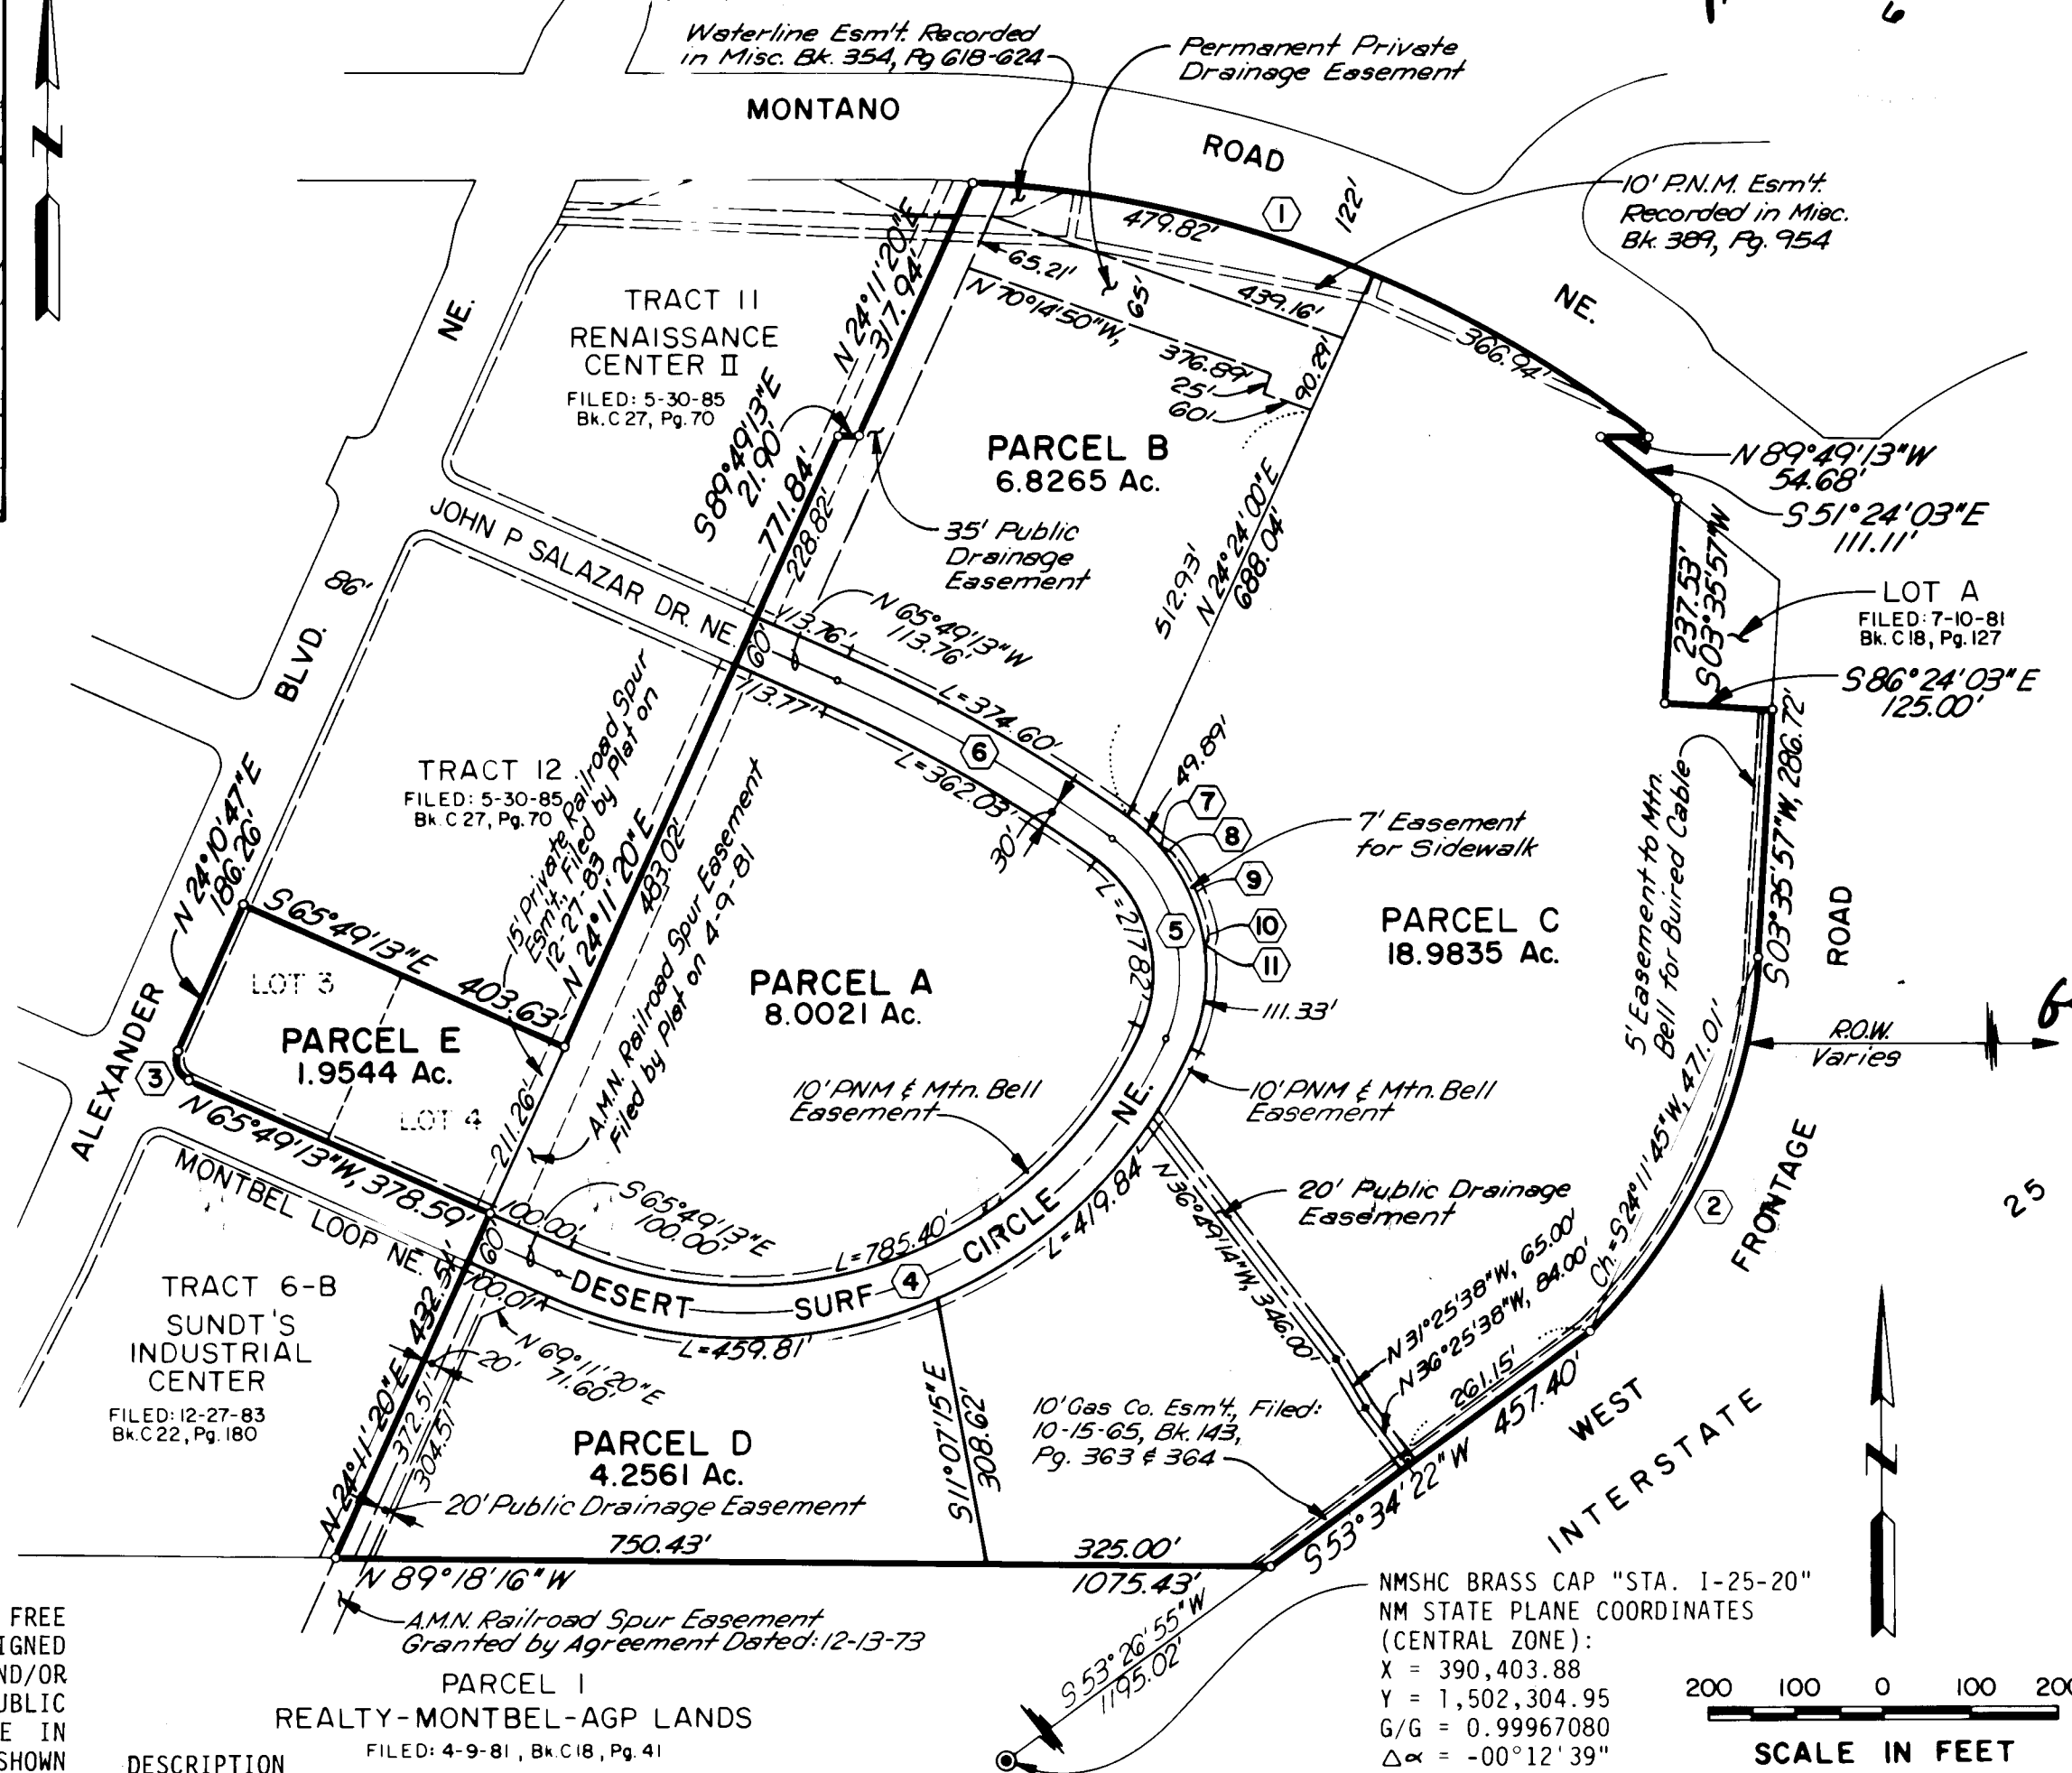 Waterline Esm't. Recorded
in Misc. Bk. 354, Pg 618-624
Permanent Private
Drainage Easement
MONTANO
ROAD
NE.
10' P.N.M. Esm't.
Recorded in Misc.
Bk. 389, Pg. 954
N
479.82'
1
122'
65.21'
65'
439.16'
N 70°14'50"W,
376.89'
25'
60'
90.29'
366.94'
N 24°11'20"E
317.94'
TRACT 11
RENAISSANCE
CENTER II
FILED: 5-30-85
Bk. C 27, Pg. 70
NE.
S89°49'13"E
21.90'
771.84'
228.82'
PARCEL B
6.8265 Ac.
35' Public
Drainage
Easement
512.93'
N 24°24'00"E
688.04'
N 89°49'13"W
54.68'
S 51°24'03"E
111.11'
237.53'
S03°35'57"W
LOT A
FILED: 7-10-81
Bk. C 18, Pg. 127
S 86°24'03"E
125.00'
JOHN P SALAZAR DR. NE.
86'
BLVD.
60'
113.76'
N 65°49'13"W
113.76'
113.77'
L=374.60'
6
L=362.03'
30'
49.89'
7
8
9
10
11
5
7' Easement
for Sidewalk
TRACT 12
FILED: 5-30-85
Bk. C 27, Pg. 70
15' Private Railroad Spur
Esm't., Filed by Plat on
12-27-83
N 24°11'20"E
483.02'
A.M.N. Railroad Spur Easement
Filed by Plat on 4-9-81
N 24°10'47"E
186.26'
S 65°49'13"E
403.63'
LOT 3
PARCEL E
1.9544 Ac.
LOT 4
3
ALEXANDER
N 65°49'13"W, 378.59'
211.26'
PARCEL A
8.0021 Ac.
L=217.82'
111.33'
PARCEL C
18.9835 Ac.
5' Easement to Mtn.
Bell for Buired Cable
S 03°35'57"W, 286.72'
ROAD
R.O.W.
Varies
10' PNM & Mtn. Bell
Easement
10' PNM & Mtn. Bell
Easement
20' Public Drainage
Easement
N 36°49'14"W, 346.00'
N 31°25'38"W, 65.00'
N 36°25'38"W, 84.00'
Ch.=S24°11'45"W, 471.01'
2
FRONTAGE
25
MONTBEL LOOP NE.
60'
100.00'
S 65°49'13"E
100.00'
L=785.40'
4
DESERT SURF CIRCLE NE.
L=419.84'
100.01'
L=459.81'
TRACT 6-B
SUNDT'S
INDUSTRIAL
CENTER
FILED: 12-27-83
Bk. C 22, Pg. 180
432.51'
N 24°11'20"E
20'
372.51'
304.51'
N 69°11'20"E
71.60'
PARCEL D
4.2561 Ac.
20' Public Drainage Easement
S 11°07'15"E
308.62'
10' Gas Co. Esm't., Filed:
10-15-65, Bk. 143,
Pg. 363 & 364
261.15'
457.40'
S 53°34'22"W
WEST
INTERSTATE
N
750.43'
325.00'
N 89°18'16"W
1075.43'
A.M.N. Railroad Spur Easement
Granted by Agreement Dated: 12-13-73
PARCEL 1
REALTY-MONTBEL-AGP LANDS
FILED: 4-9-81, Bk. C 18, Pg. 41
S 53°26'55"W
1195.02'
NMSHC BRASS CAP "STA. I-25-20"
NM STATE PLANE COORDINATES
(CENTRAL ZONE):
X = 390,403.88
Y = 1,502,304.95
G/G = 0.99967080
Δ∝ = -00°12'39"
200 100 0 100 200
SCALE IN FEET
FREE
IGNED
ND/OR
UBLIC
E IN
SHOWN
DESCRIPTION